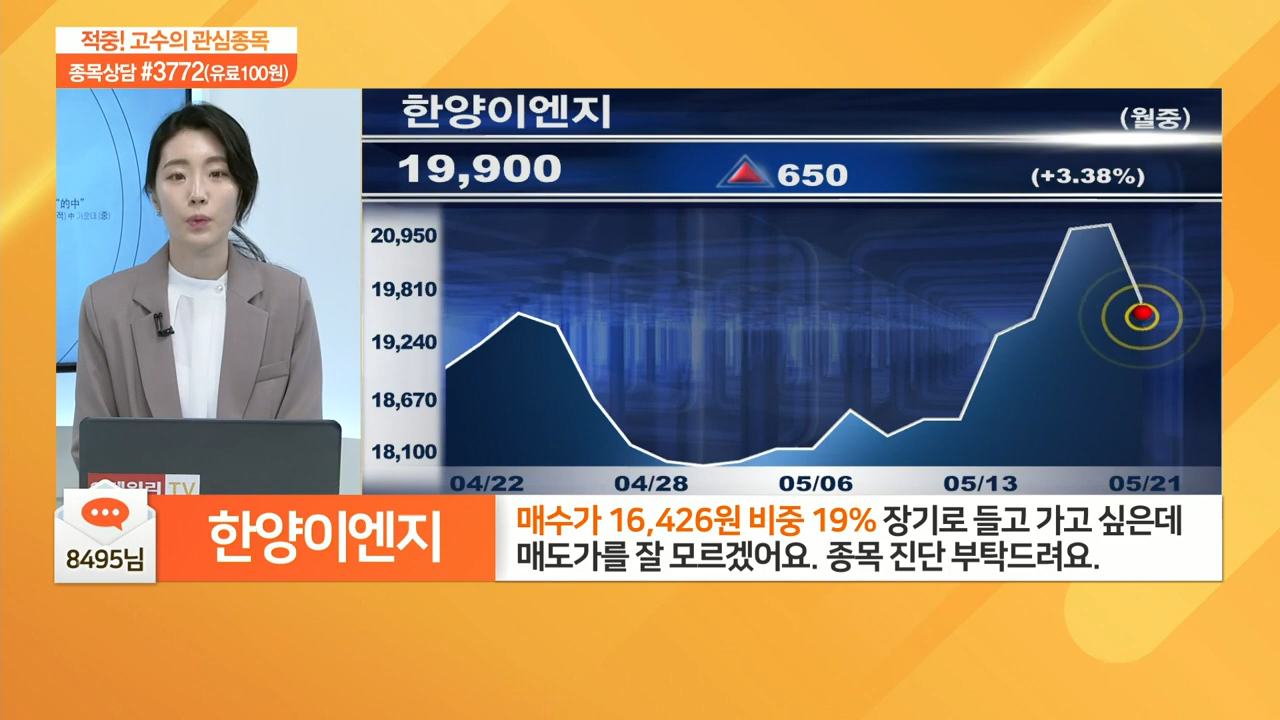 적중! 고수의 관심종목
종목상담 #3772(유료100원)
"的中"
한양이엔지
(월중)
19,900
650
(+3.38%)
20,950
19,810
19,240
18,670
18,100
04/22
04/28
05/06
05/13
05/21
TV
8495님
한양이엔지
매수가 16,426원 비중 19% 장기로 들고 가고 싶은데
매도가를 잘 모르겠어요. 종목 진단 부탁드려요.